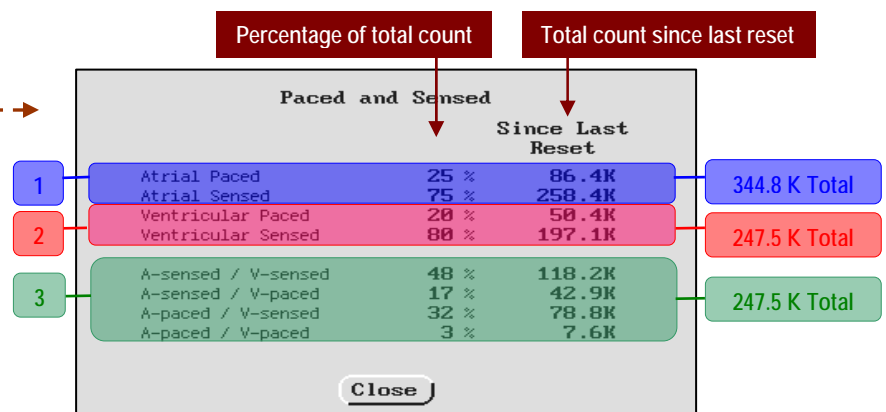 Percentage of total count
Total count since last reset
Paced and Sensed
Since Last
Reset
1
Atrial Paced 25 % 86.4K
Atrial Sensed 75 % 258.4K
344.8 K Total
2
Ventricular Paced 20 % 50.4K
Ventricular Sensed 80 % 197.1K
247.5 K Total
3
A-sensed / V-sensed 48 % 118.2K
A-sensed / V-paced 17 % 42.9K
A-paced / V-sensed 32 % 78.8K
A-paced / V-paced 3 % 7.6K
247.5 K Total
Close